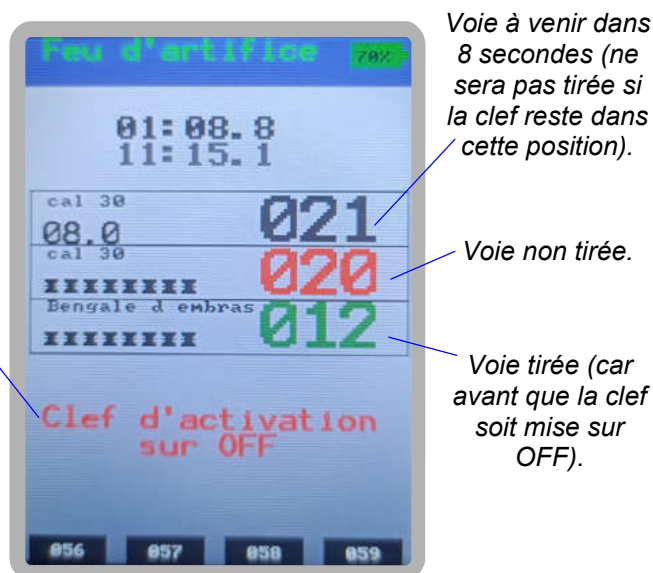 Feu d'artifice 70%
01:08.8
11:15.1
cal 30
08.0 021
cal 30
xxxxxxxx 020
Bengale d embras
xxxxxxxx 012
Clef d'activation
sur OFF
056 057 058 059
Voie à venir dans
8 secondes (ne
sera pas tirée si
la clef reste dans
cette position).
Voie non tirée.
Voie tirée (car
avant que la clef
soit mise sur
OFF).